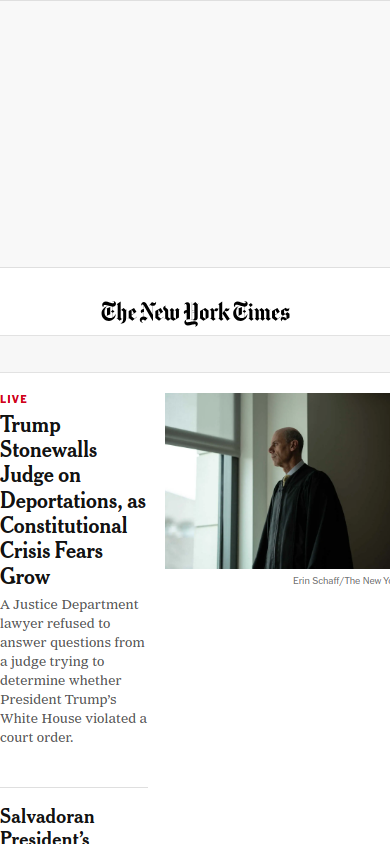 The New York Times
LIVE
Trump
Stonewalls
Judge on
Deportations, as
Constitutional
Crisis Fears
Grow
A Justice Department
lawyer refused to
answer questions from
a judge trying to
determine whether
President Trump’s
White House violated a
court order.
Erin Schaff/The New Yo
Salvadoran
President’s